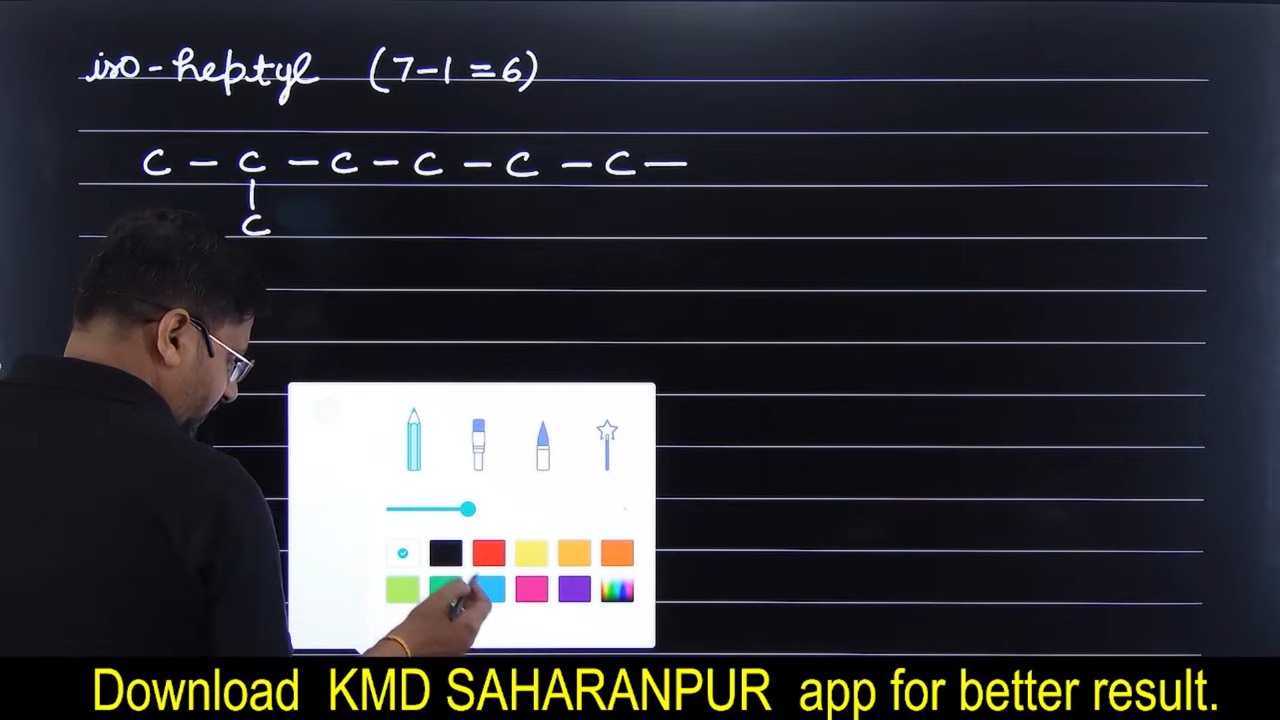 iso-heptyl (7-1=6)
C - C - C - C - C - C -
|
C
Download KMD SAHARANPUR app for better result.